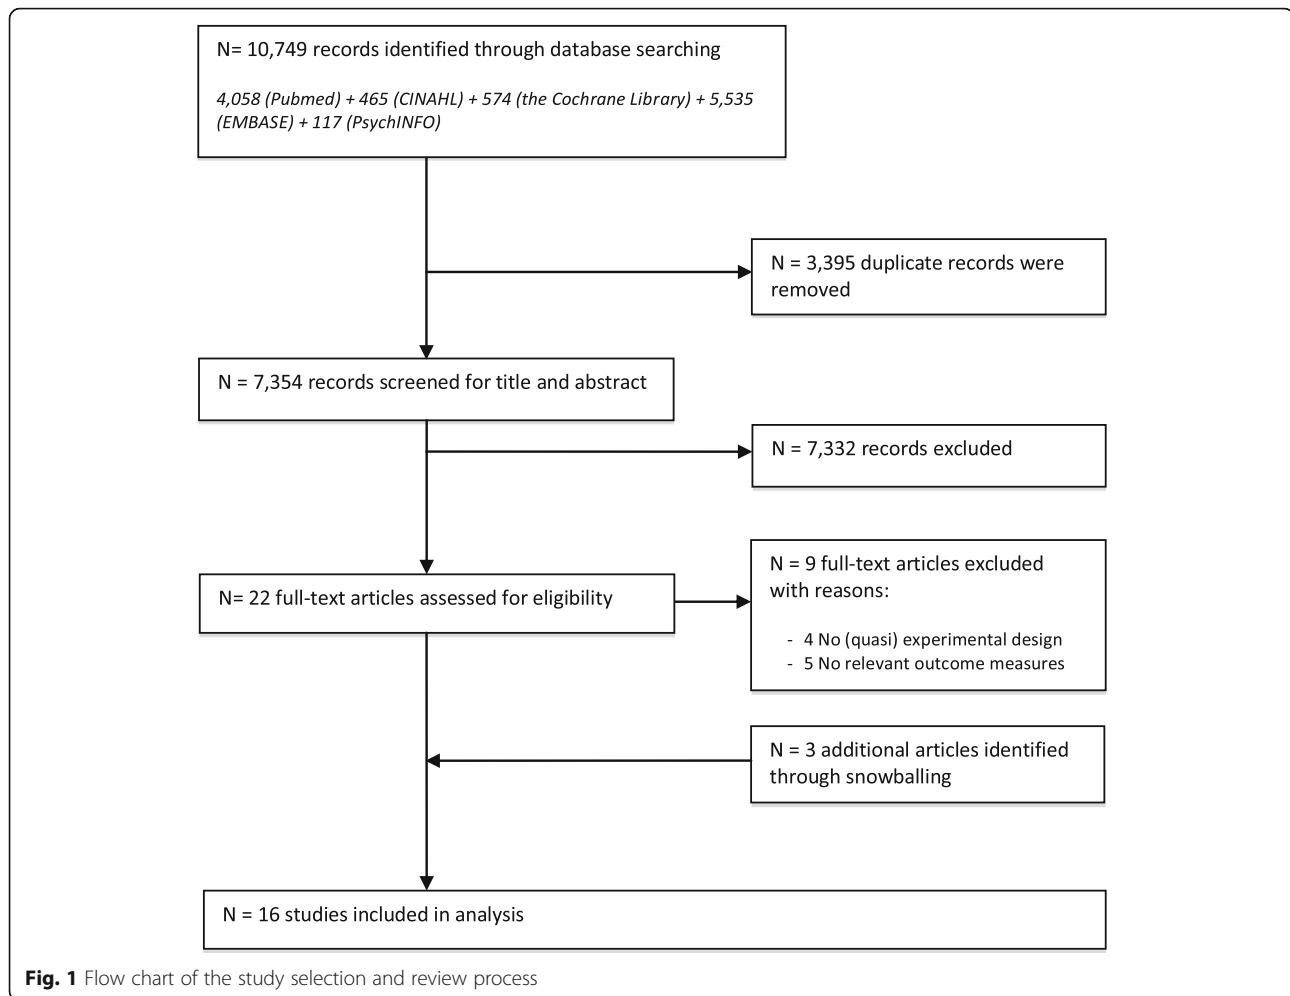 N= 10,749 records identified through database searching
4,058 (Pubmed) + 465 (CINAHL) + 574 (the Cochrane Library) + 5,535
(EMBASE) + 117 (PsychINFO)
N = 3,395 duplicate records were
removed
N = 7,354 records screened for title and abstract
N = 7,332 records excluded
N= 22 full-text articles assessed for eligibility
N = 9 full-text articles excluded
with reasons:
- 4 No (quasi) experimental design
- 5 No relevant outcome measures
N = 3 additional articles identified
through snowballing
N = 16 studies included in analysis
Fig. 1 Flow chart of the study selection and review process